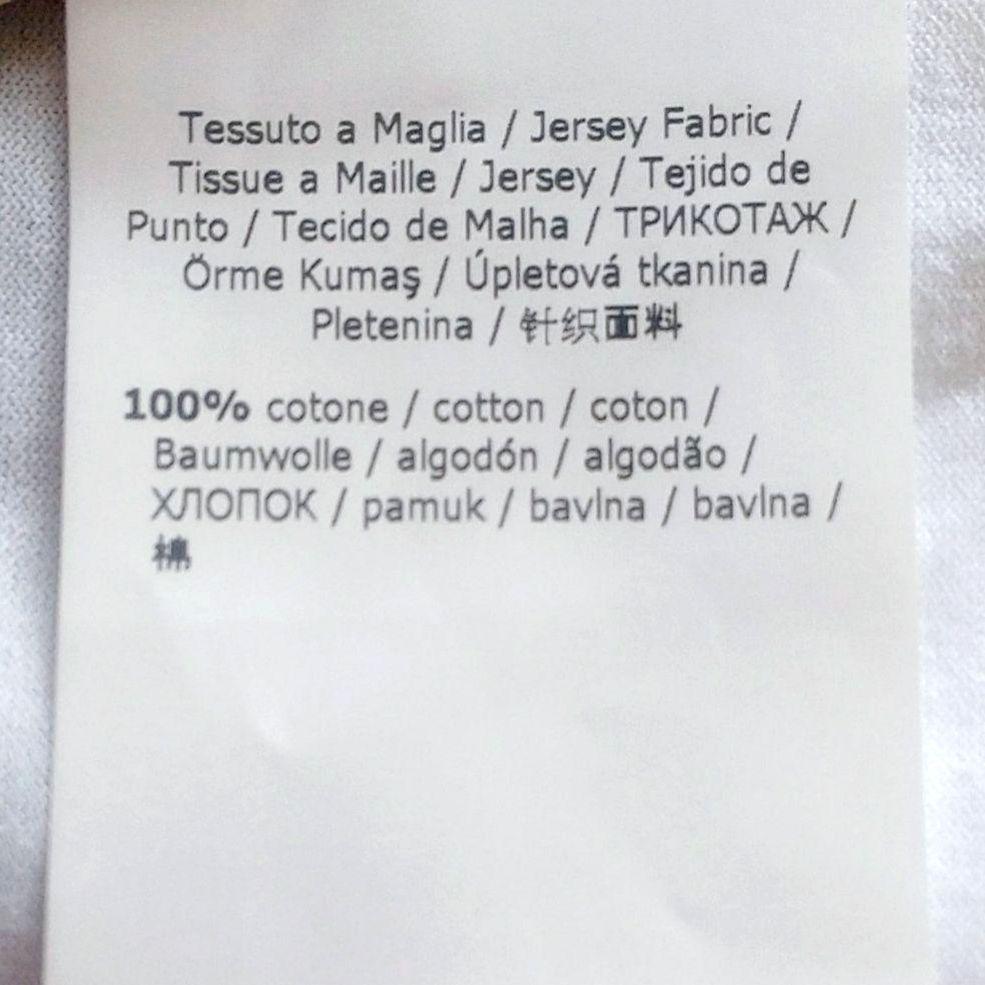 Tessuto a Maglia / Jersey Fabric /
Tissue a Maille / Jersey / Tejido de
Punto / Tecido de Malha / ТРИКОТАЖ /
Örme Kumaş / Úpletová tkanina /
Pletenina / 针织面料
100% cotone / cotton / coton /
Baumwolle / algodón / algodão /
ХЛОПОК / pamuk / bavlna / bavlna /
棉